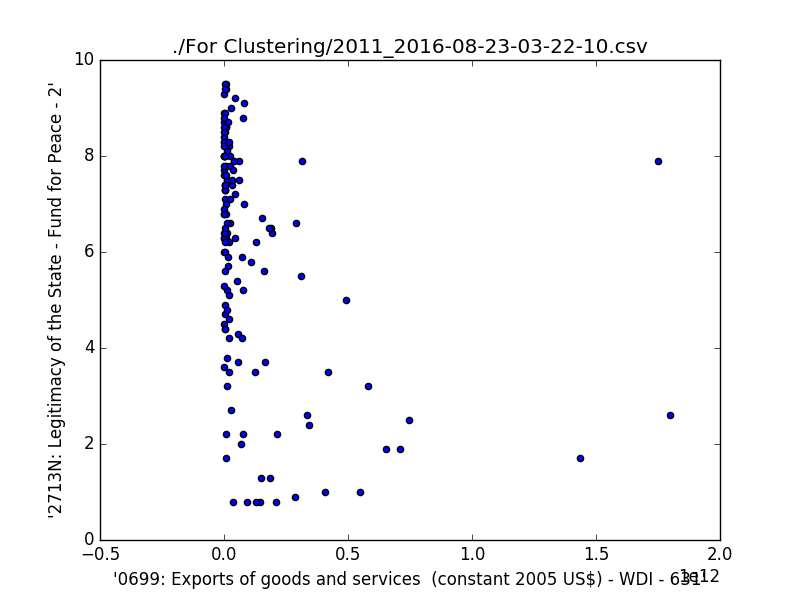 ./For Clustering/2011_2016-08-23-03-22-10.csv
10
8
6
4
2
0
'2713N: Legitimacy of the State - Fund for Peace - 2'
−0.5 0.0 0.5 1.0 1.5 2.0
1e12
'0699: Exports of goods and services  (constant 2005 US$) - WDI - 631'